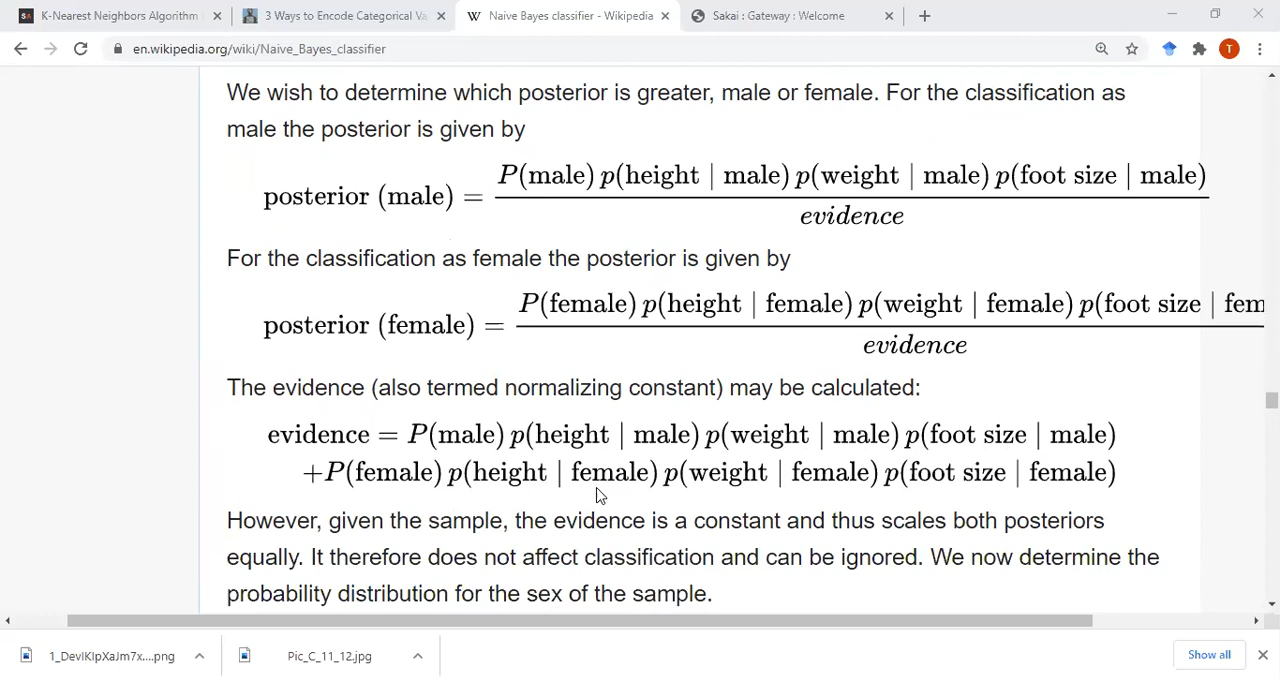 K-Nearest Neighbors Algorithm
3 Ways to Encode Categorical Va
Naive Bayes classifier - Wikipedia
Sakai : Gateway : Welcome
en.wikipedia.org/wiki/Naive_Bayes_classifier
T
We wish to determine which posterior is greater, male or female. For the classification as
male the posterior is given by
posterior (male) = P(male) p(height | male) p(weight | male) p(foot size | male)
evidence
For the classification as female the posterior is given by
posterior (female) = P(female) p(height | female) p(weight | female) p(foot size | fem
evidence
The evidence (also termed normalizing constant) may be calculated:
evidence = P(male) p(height | male) p(weight | male) p(foot size | male)
+P(female) p(height | female) p(weight | female) p(foot size | female)
However, given the sample, the evidence is a constant and thus scales both posteriors
equally. It therefore does not affect classification and can be ignored. We now determine the
probability distribution for the sex of the sample.
1_DevlKlpXaJm7x....png
Pic_C_11_12.jpg
Show all